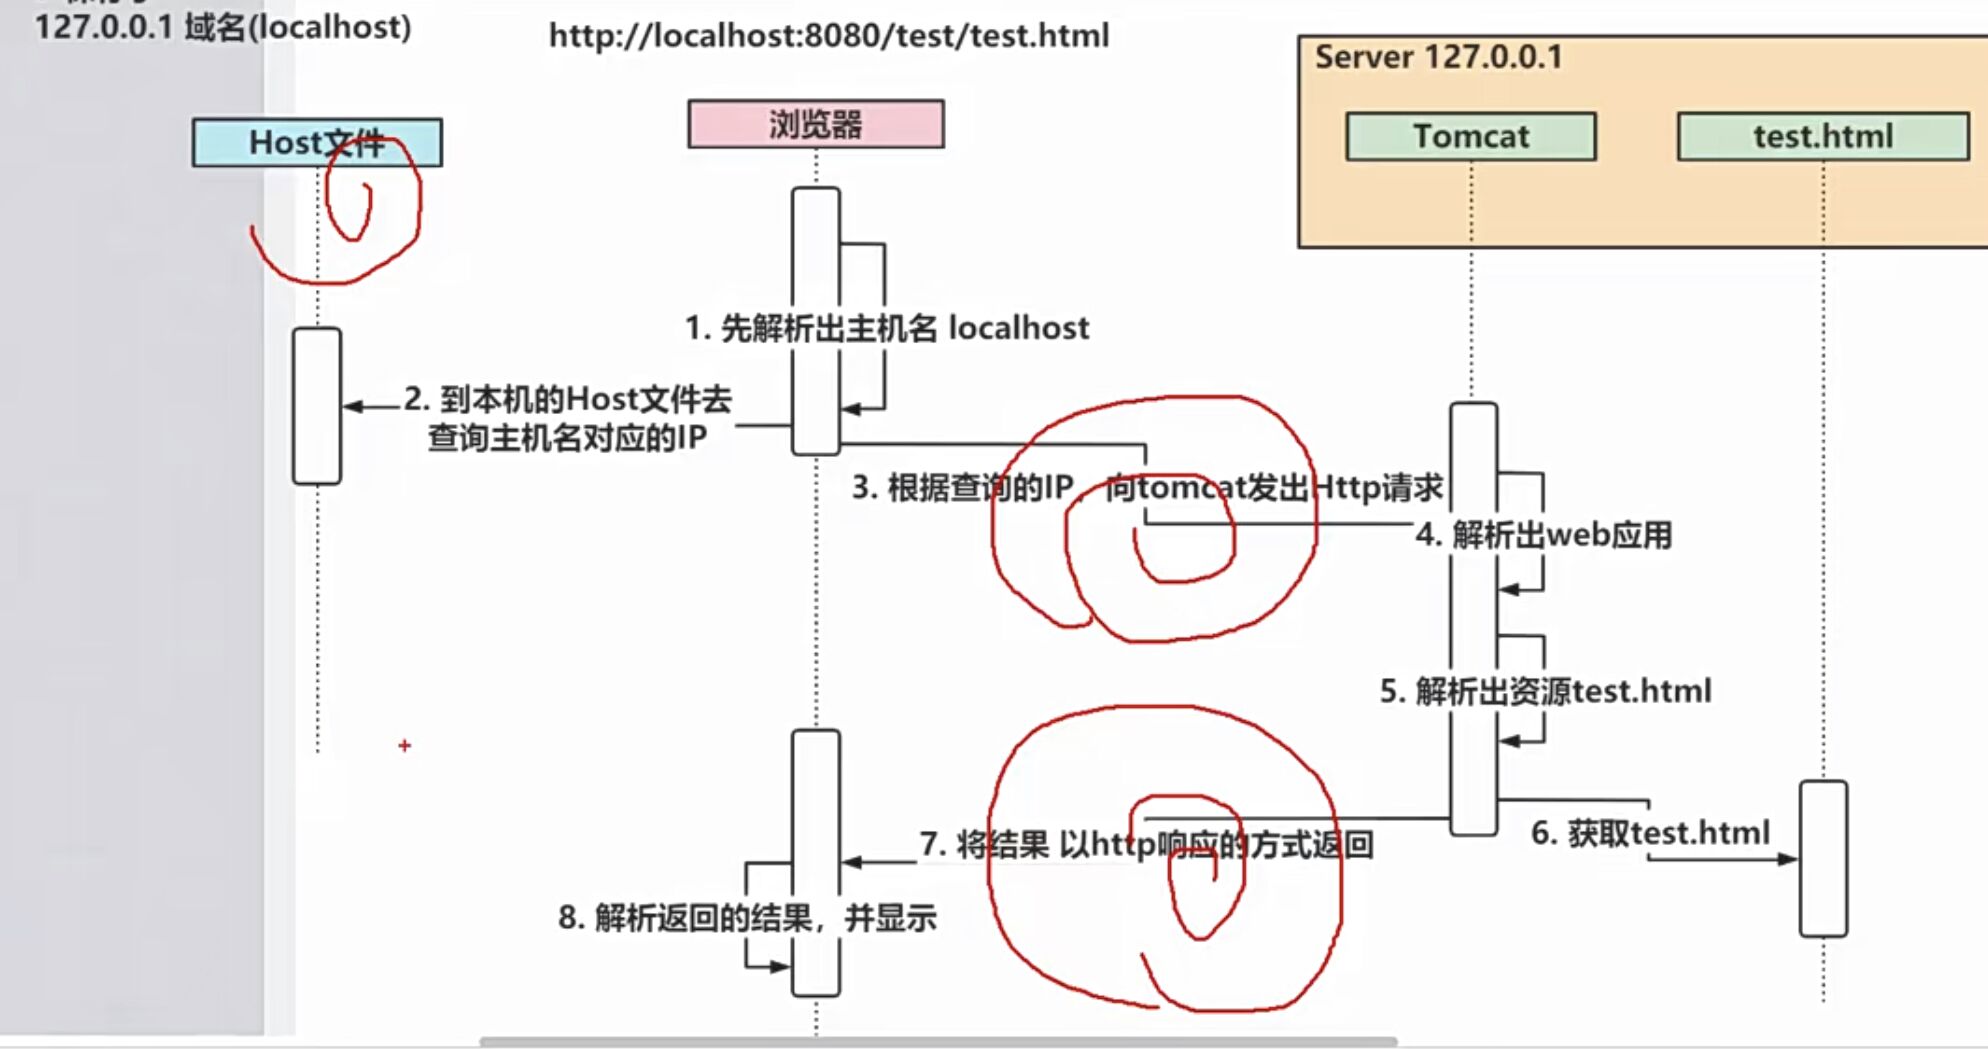 127.0.0.1 域名(localhost)
http://localhost:8080/test/test.html
Server 127.0.0.1
Host文件
浏览器
Tomcat
test.html
1. 先解析出主机名 localhost
2. 到本机的Host文件去
查询主机名对应的IP
3. 根据查询的IP，向tomcat发出Http请求
4. 解析出web应用
5. 解析出资源test.html
6. 获取test.html
7. 将结果 以http响应的方式返回
8. 解析返回的结果，并显示